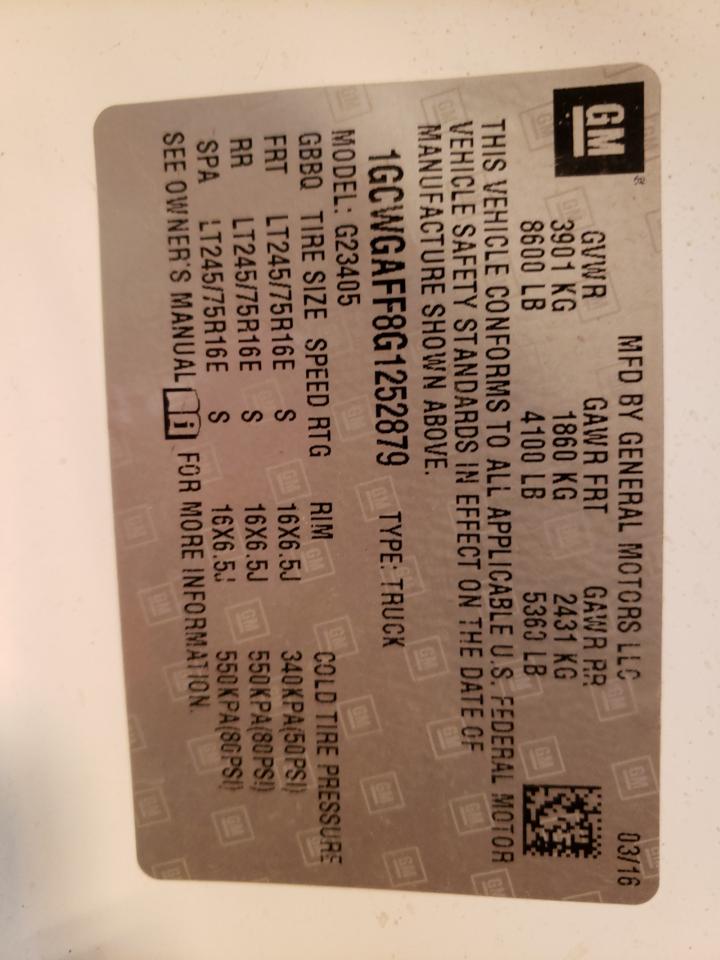 GM
MFD BY GENERAL MOTORS LLC 03/16
GVWR GAWR FRT GAWR RR
3901 KG 1860 KG 2431 KG
8600 LB 4100 LB 5360 LB
THIS VEHICLE CONFORMS TO ALL APPLICABLE U.S. FEDERAL MOTOR
VEHICLE SAFETY STANDARDS IN EFFECT ON THE DATE OF
MANUFACTURE SHOWN ABOVE.
1GCWGAFF8G1252879 TYPE: TRUCK
MODEL: G23405
GBBQ TIRE SIZE SPEED RTG RIM COLD TIRE PRESSURE
FRT LT245/75R16E S 16X6.5J 340KPA(50PSI)
RR LT245/75R16E S 16X6.5J 550KPA(80PSI)
SPA LT245/75R16E S 16X6.5J 550KPA(80PSI)
SEE OWNER'S MANUAL i FOR MORE INFORMATION.